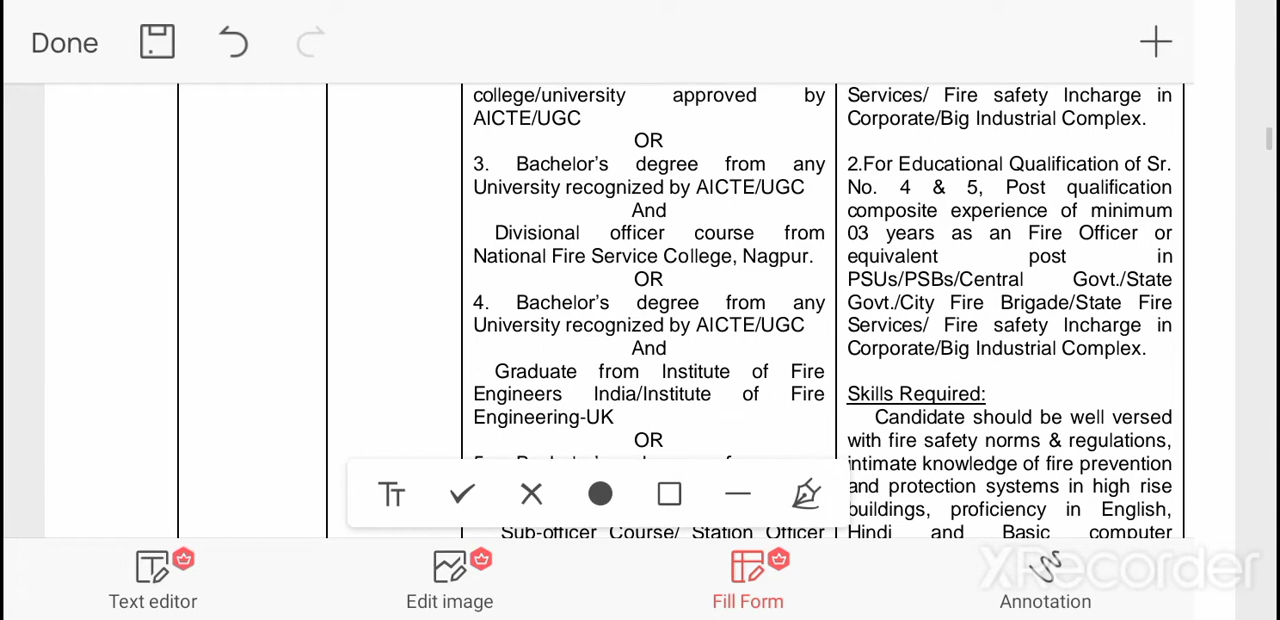 Done
college/university approved by
AICTE/UGC
OR
3. Bachelor's degree from any
University recognized by AICTE/UGC
And
Divisional officer course from
National Fire Service College, Nagpur.
OR
4. Bachelor's degree from any
University recognized by AICTE/UGC
And
Graduate from Institute of Fire
Engineers India/Institute of Fire
Engineering-UK
OR
Sub-officer Course/ Station Officer
Services/ Fire safety Incharge in
Corporate/Big Industrial Complex.
2.For Educational Qualification of Sr.
No. 4 & 5, Post qualification
composite experience of minimum
03 years as an Fire Officer or
equivalent post in
PSUs/PSBs/Central Govt./State
Govt./City Fire Brigade/State Fire
Services/ Fire safety Incharge in
Corporate/Big Industrial Complex.
Skills Required:
Candidate should be well versed
with fire safety norms & regulations,
intimate knowledge of fire prevention
and protection systems in high rise
buildings, proficiency in English,
Hindi and Basic computer
TT
Text editor
Edit image
Fill Form
Annotation
XRecorder